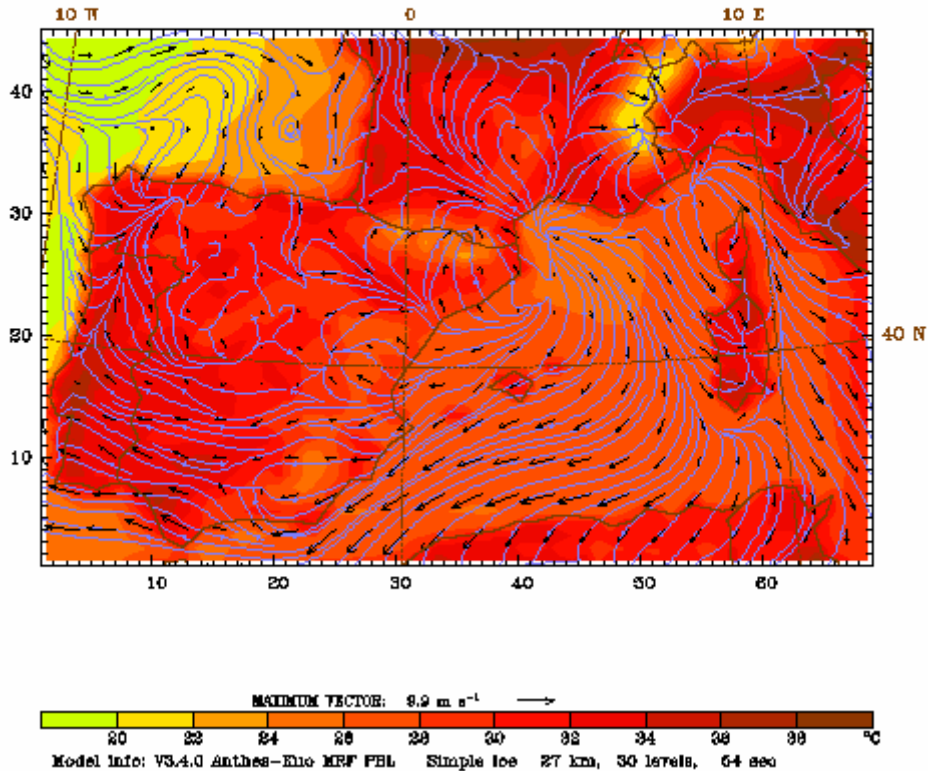 10 W 0 10 E
40
30
20 40 N
10
10 20 30 40 50 60
MAXIMUM VECTOR: 9.9 m s⁻¹
20 22 24 26 28 30 32 34 36 38 °C
Model Info: V3.4.0 Anthes-Kuo MRF PBL Simple Ice 27 km, 30 levels, 64 sec